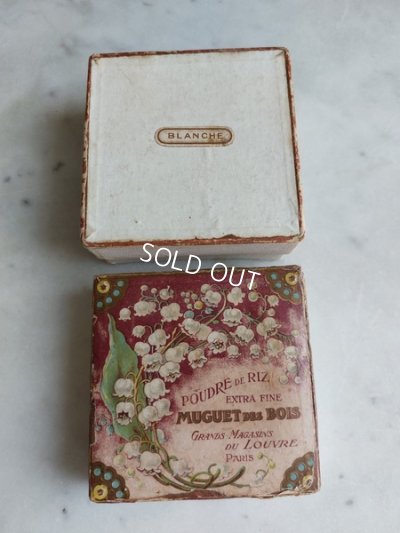 BLANCHE
SOLD OUT
POUDRE DE RIZ
EXTRA FINE
MUGUET DES BOIS
GRANDS MAGASINS
DU LOUVRE
PARIS